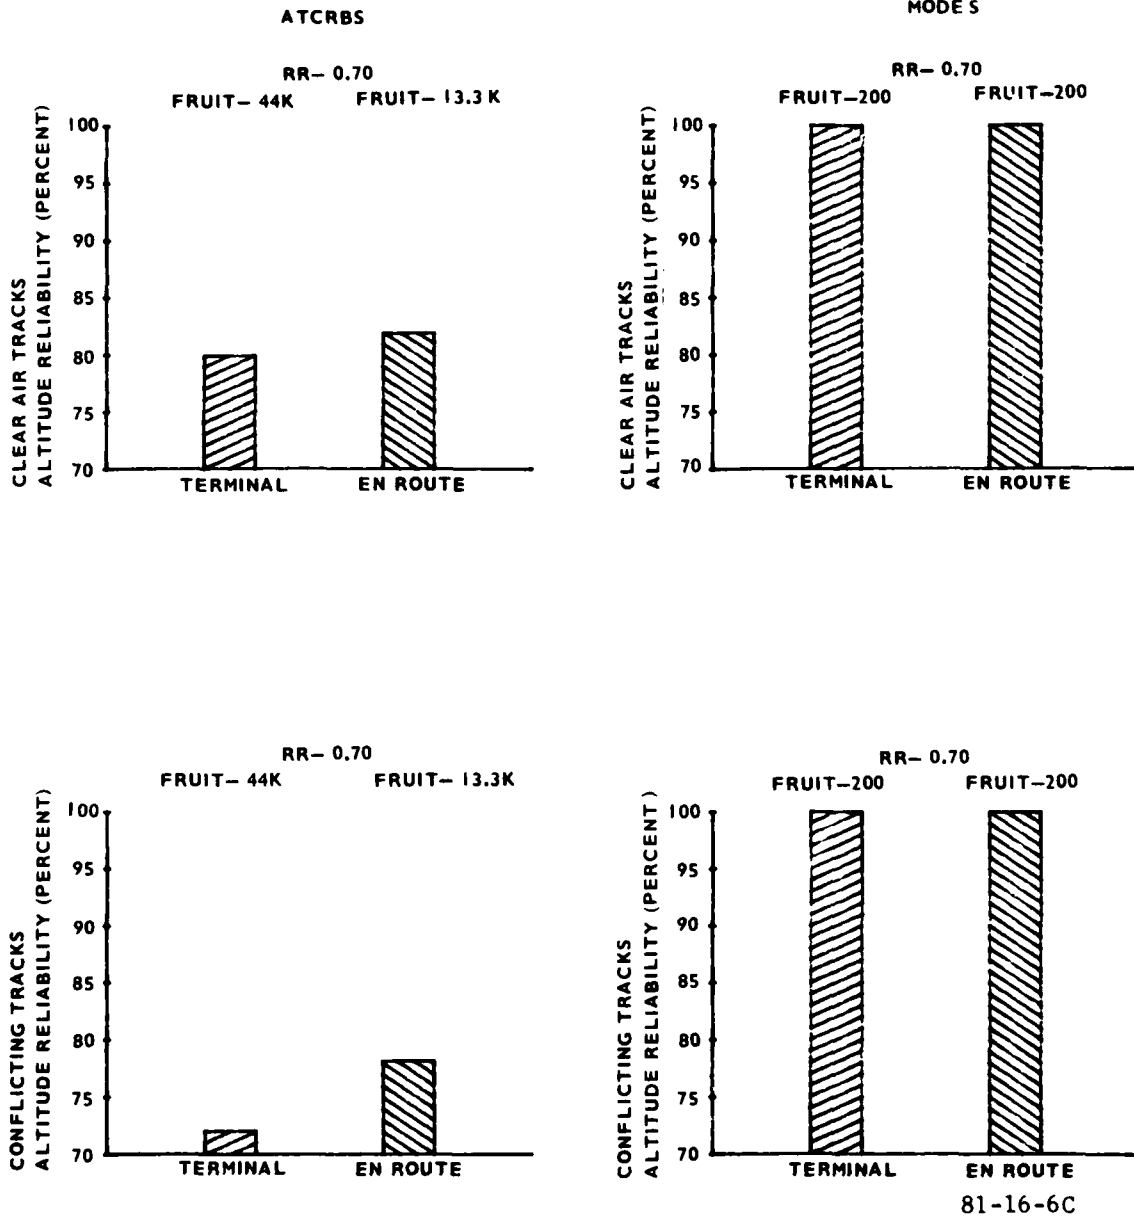 ATCRBS
RR- 0.70
FRUIT- 44K FRUIT- 13.3K
CLEAR AIR TRACKS
ALTITUDE RELIABILITY (PERCENT)
100
95
90
85
80
75
70
TERMINAL EN ROUTE
MODE S
RR- 0.70
FRUIT-200 FRUIT-200
CLEAR AIR TRACKS
ALTITUDE RELIABILITY (PERCENT)
100
95
90
85
80
75
70
TERMINAL EN ROUTE
RR- 0.70
FRUIT- 44K FRUIT- 13.3K
CONFLICTING TRACKS
ALTITUDE RELIABILITY (PERCENT)
100
95
90
85
80
75
70
TERMINAL EN ROUTE
RR- 0.70
FRUIT-200 FRUIT-200
CONFLICTING TRACKS
ALTITUDE RELIABILITY (PERCENT)
100
95
90
85
80
75
70
TERMINAL EN ROUTE
81-16-6C